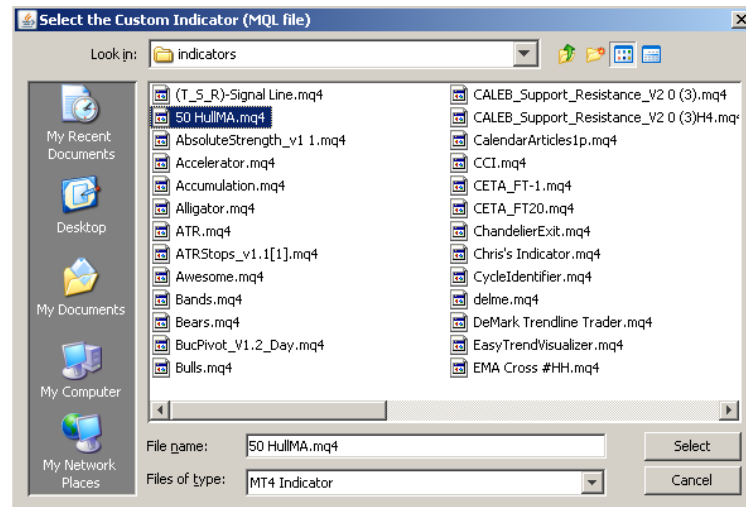 Select the Custom Indicator (MQL file)
Look in:
indicators
My Recent
Documents
Desktop
My Documents
My Computer
My Network
Places
(T_S_R)-Signal Line.mq4
50 HullMA.mq4
AbsoluteStrength_v1 1.mq4
Accelerator.mq4
Accumulation.mq4
Alligator.mq4
ATR.mq4
ATRStops_v1.1[1].mq4
Awesome.mq4
Bands.mq4
Bears.mq4
BucPivot_V1.2_Day.mq4
Bulls.mq4
CALEB_Support_Resistance_V2 0 (3).mq4
CALEB_Support_Resistance_V2 0 (3)H4.mq
CalendarArticles1p.mq4
CCI.mq4
CETA_FT-1.mq4
CETA_FT20.mq4
ChandelierExit.mq4
Chris's Indicator.mq4
CycleIdentifier.mq4
delme.mq4
DeMark Trendline Trader.mq4
EasyTrendVisualizer.mq4
EMA Cross #HH.mq4
File name:
50 HullMA.mq4
Select
Files of type:
MT4 Indicator
Cancel